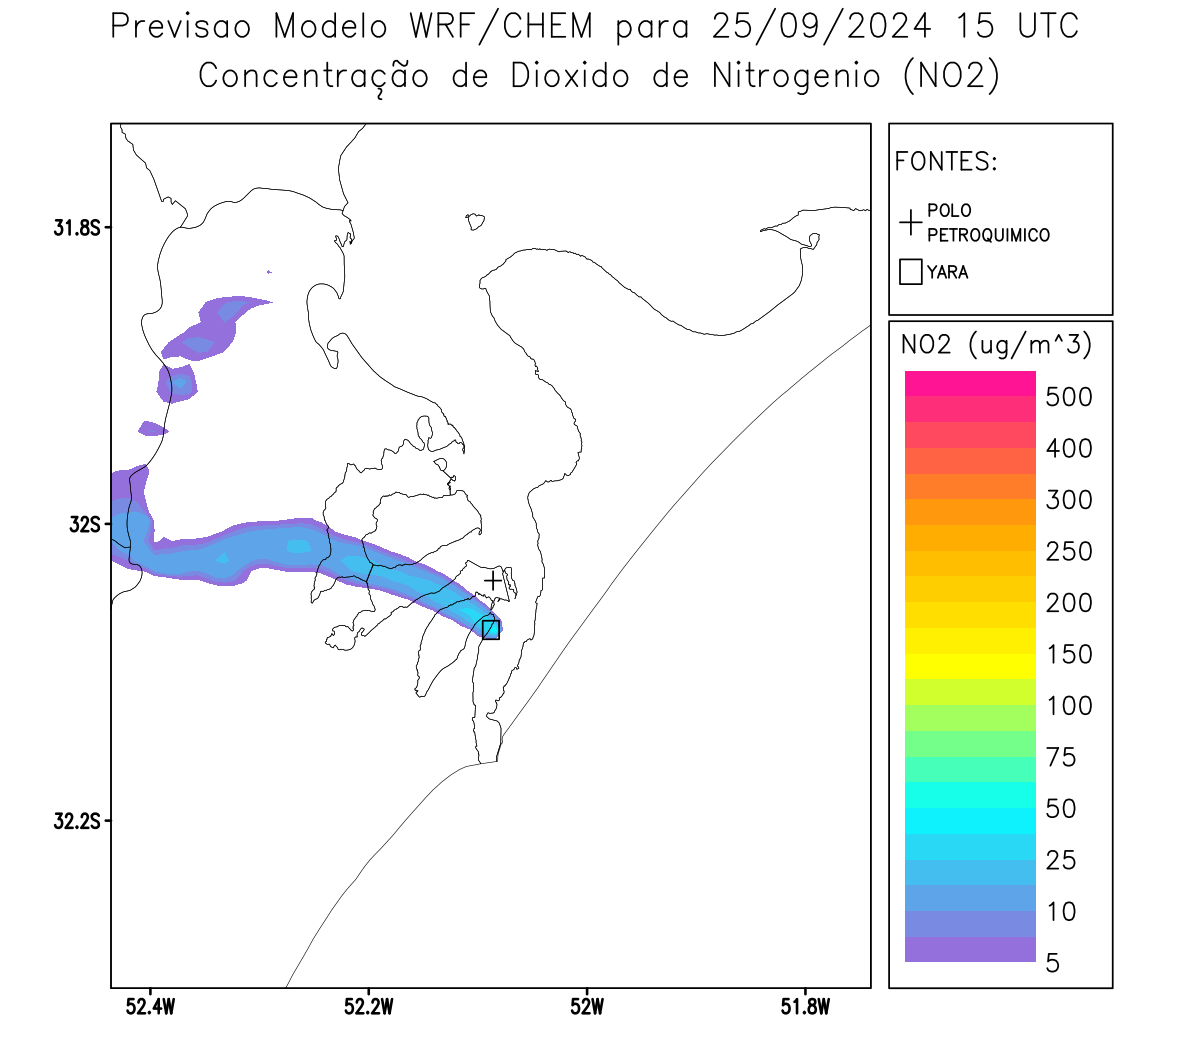 Previsao Modelo WRF/CHEM para 25/09/2024 15 UTC
Concentração de Dioxido de Nitrogenio (NO2)
FONTES:
POLO
PETROQUIMICO
YARA
NO2 (ug/m^3)
500
400
300
250
200
150
100
75
50
25
10
5
31.8S
32S
32.2S
52.4W
52.2W
52W
51.8W